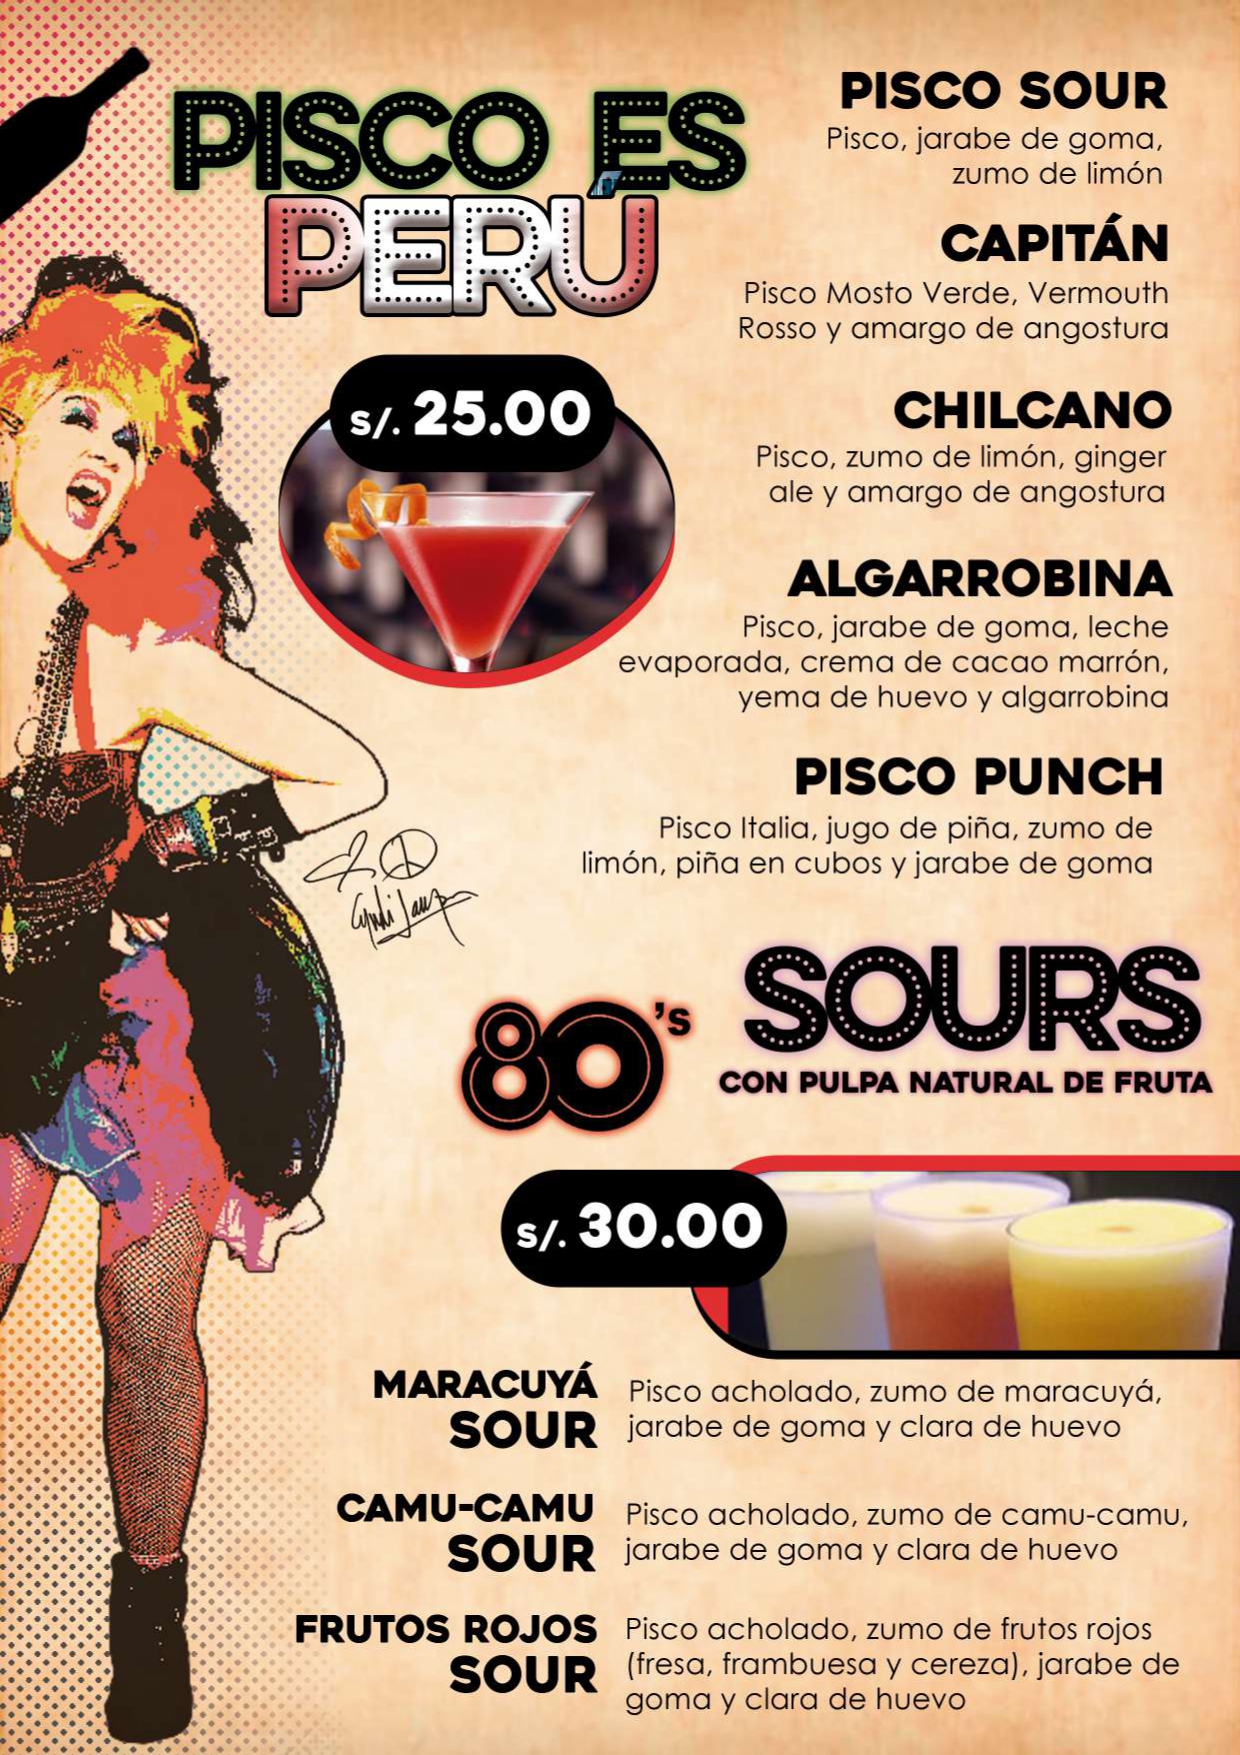 PISCO ES
PERÚ
s/. 25.00
PISCO SOUR
Pisco, jarabe de goma,
zumo de limón
CAPITÁN
Pisco Mosto Verde, Vermouth
Rosso y amargo de angostura
CHILCANO
Pisco, zumo de limón, ginger
ale y amargo de angostura
ALGARROBINA
Pisco, jarabe de goma, leche
evaporada, crema de cacao marrón,
yema de huevo y algarrobina
PISCO PUNCH
Pisco Italia, jugo de piña, zumo de
limón, piña en cubos y jarabe de goma
Cyndi Lauper
80's SOURS
CON PULPA NATURAL DE FRUTA
s/. 30.00
MARACUYÁ
SOUR
Pisco acholado, zumo de maracuyá,
jarabe de goma y clara de huevo
CAMU-CAMU
SOUR
Pisco acholado, zumo de camu-camu,
jarabe de goma y clara de huevo
FRUTOS ROJOS
SOUR
Pisco acholado, zumo de frutos rojos
(fresa, frambuesa y cereza), jarabe de
goma y clara de huevo